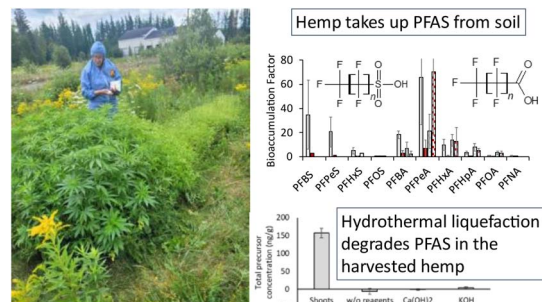 Hemp takes up PFAS from soil
Bioaccumulation Factor
80
60
40
20
0
F F O
F S OH
F F n O
F F O
F OH
F F n
PFBS PFPeS PFHxS PFOS PFBA PFPeA PFHxA PFHpA PFOA PFNA
Hydrothermal liquefaction
degrades PFAS in the
harvested hemp
Total precursor
concentration (ng/g)
200
150
100
50
0
Shoots w/o reagents Ca(OH)2 KOH